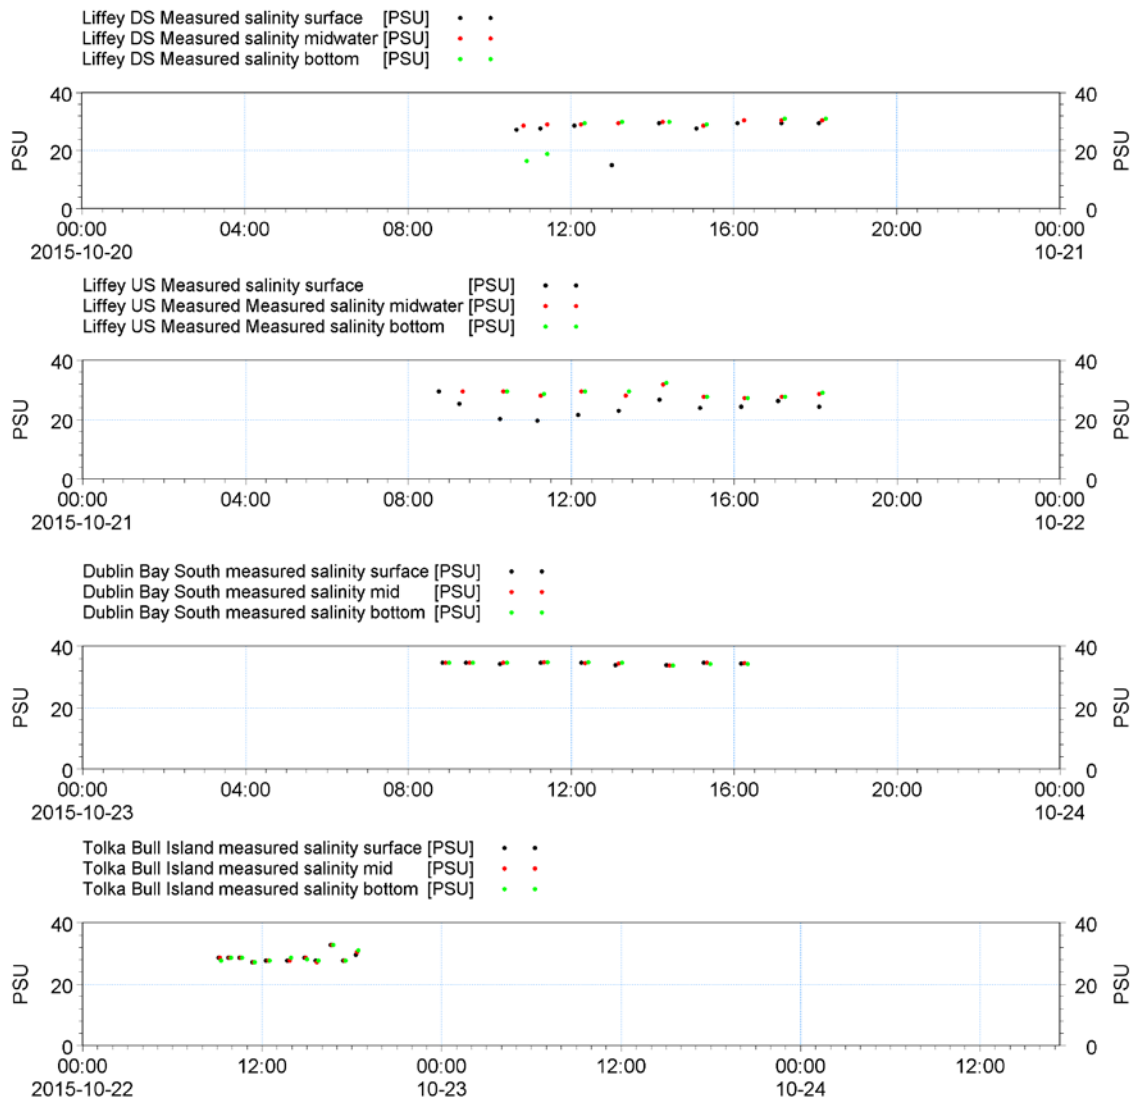 Liffey DS Measured salinity surface [PSU]
Liffey DS Measured salinity midwater [PSU]
Liffey DS Measured salinity bottom [PSU]
40 40
PSU 20 20 PSU
0 0
00:00 04:00 08:00 12:00 16:00 20:00 00:00
2015-10-20 10-21
Liffey US Measured salinity surface [PSU]
Liffey US Measured Measured salinity midwater [PSU]
Liffey US Measured Measured salinity bottom [PSU]
40 40
PSU 20 20 PSU
0 0
00:00 04:00 08:00 12:00 16:00 20:00 00:00
2015-10-21 10-22
Dublin Bay South measured salinity surface [PSU]
Dublin Bay South measured salinity mid [PSU]
Dublin Bay South measured salinity bottom [PSU]
40 40
PSU 20 20 PSU
0 0
00:00 04:00 08:00 12:00 16:00 20:00 00:00
2015-10-23 10-24
Tolka Bull Island measured salinity surface [PSU]
Tolka Bull Island measured salinity mid [PSU]
Tolka Bull Island measured salinity bottom [PSU]
40 40
PSU 20 20 PSU
0 0
00:00 12:00 00:00 12:00 00:00 12:00
2015-10-22 10-23 10-24